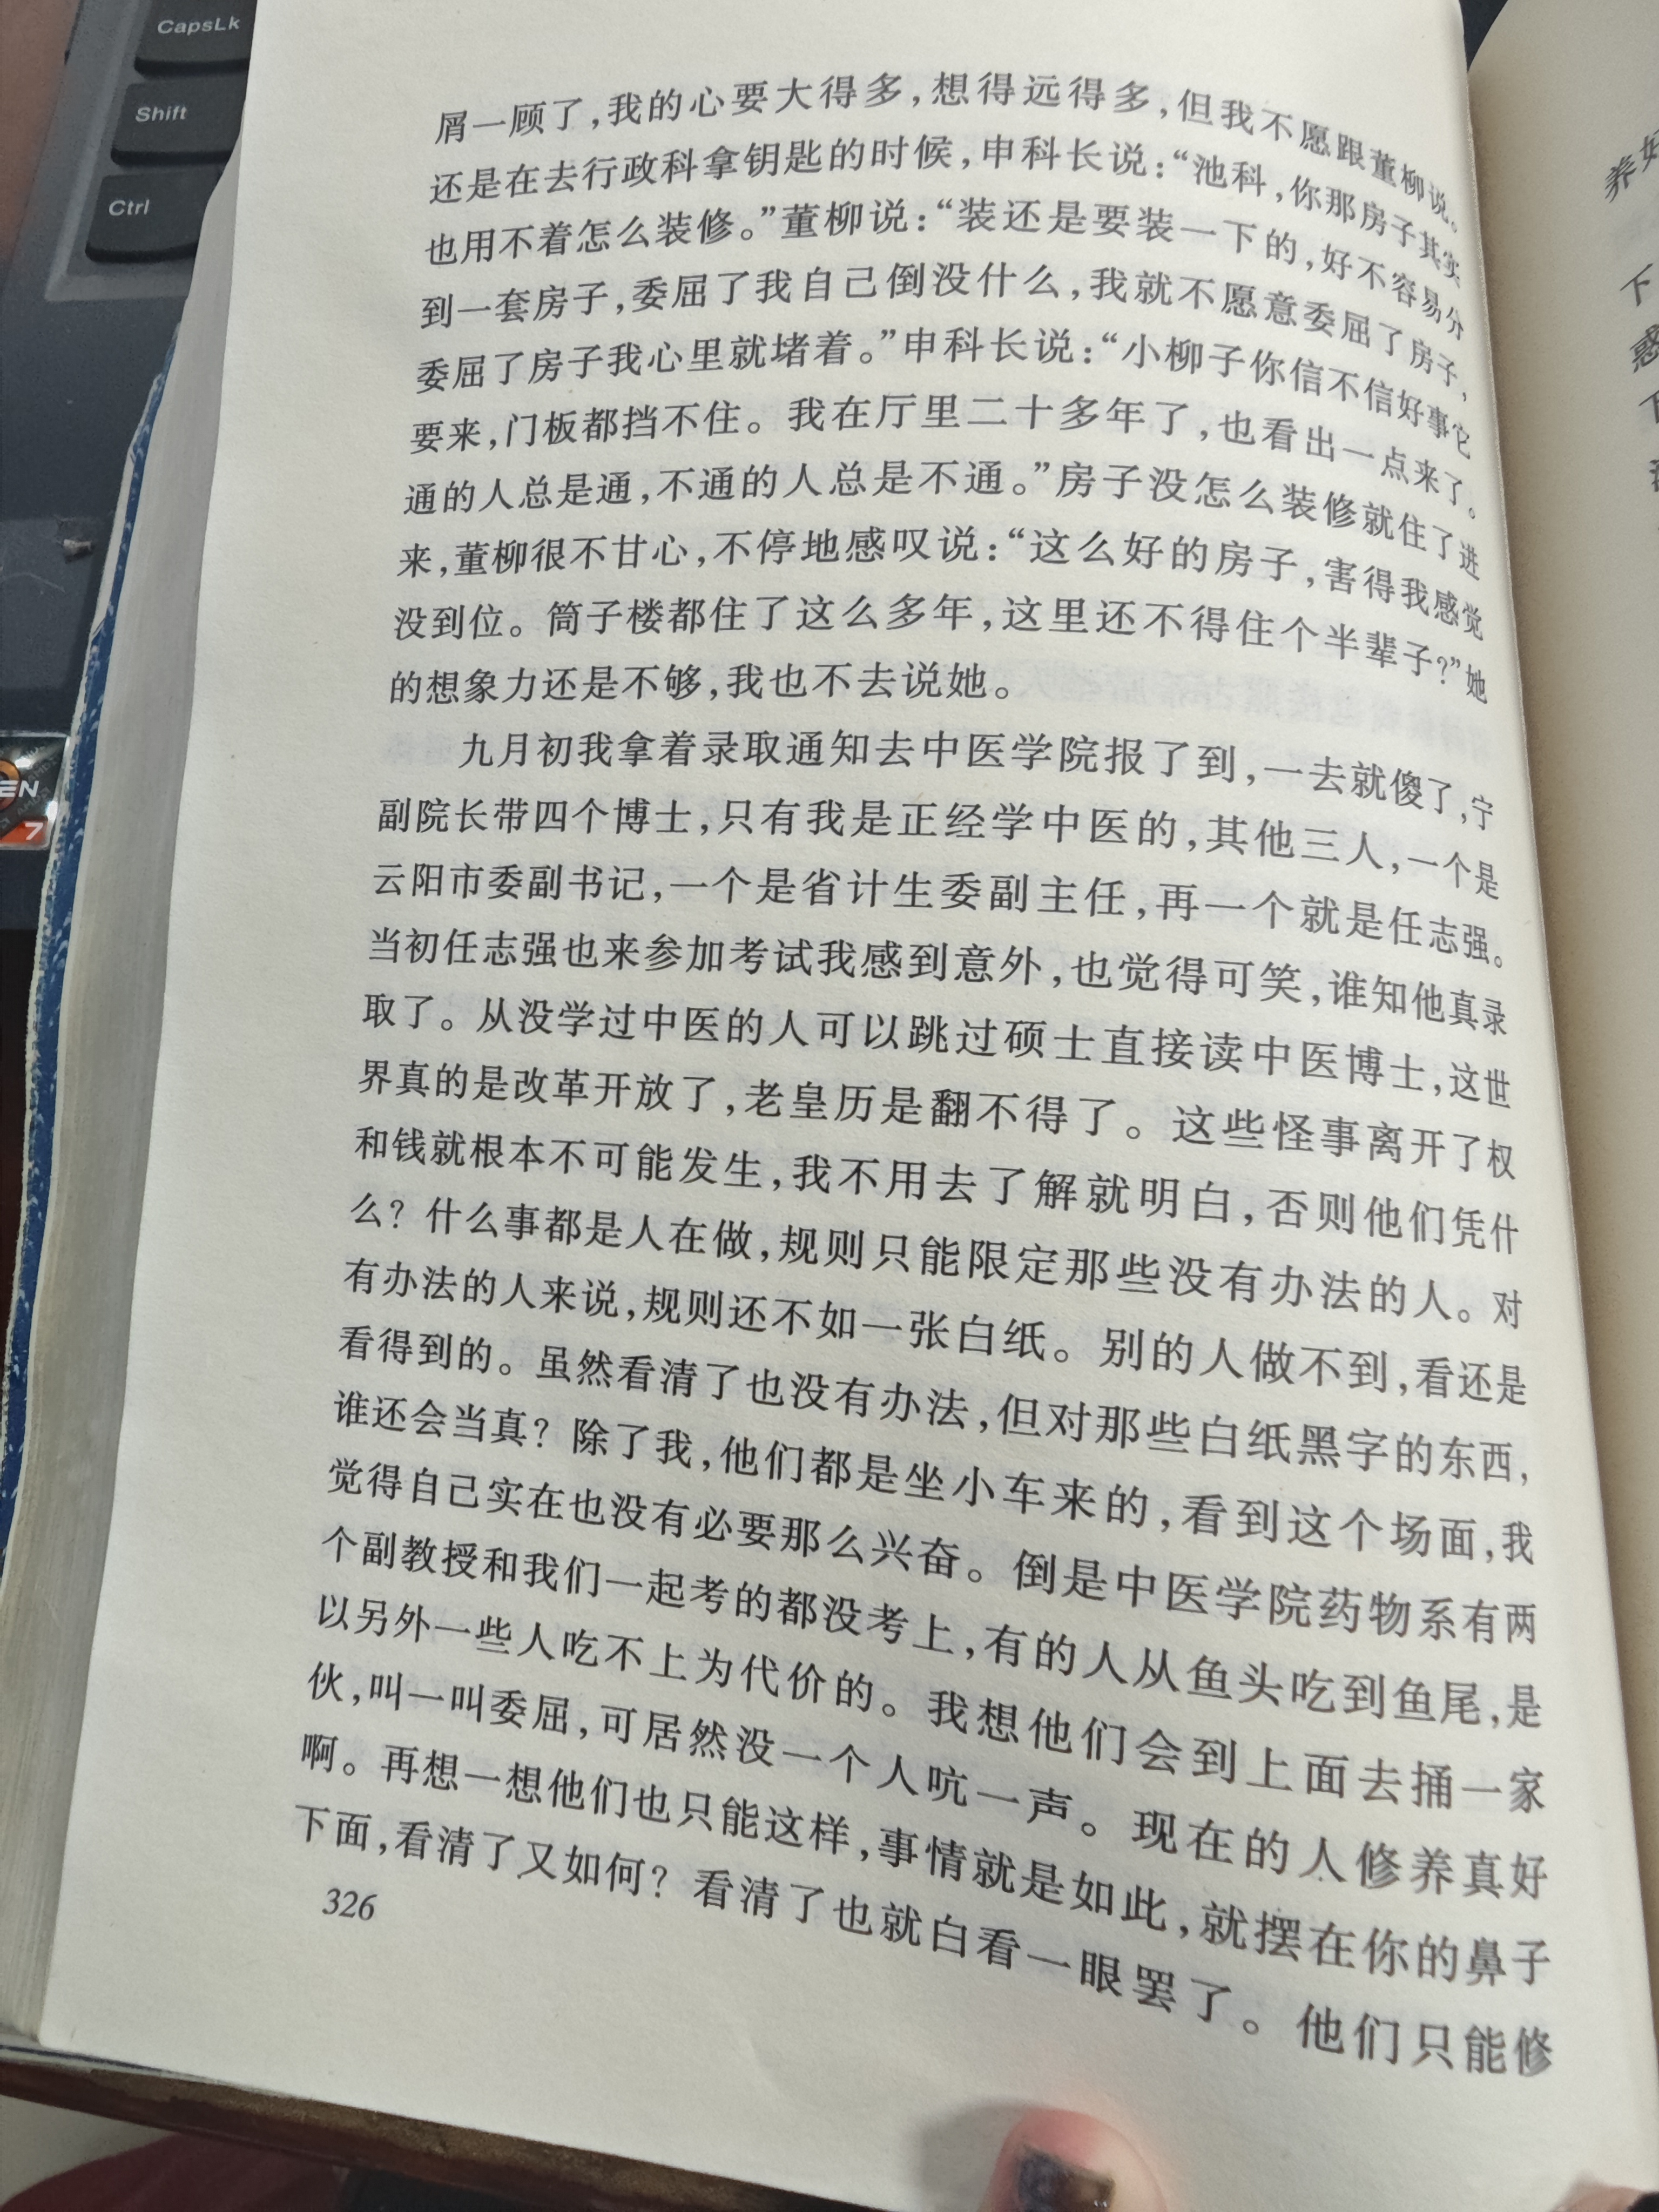 CapsLk
Shift
Ctrl
EN
7
屑一顾了,我的心要大得多,想得远得多,但我不愿跟董柳说。
还是在去行政科拿钥匙的时候,申科长说:“池科,你那房子其实
也用不着怎么装修。”董柳说:“装还是要装一下的,好不容易分
到一套房子,委屈了我自己倒没什么,我就不愿意委屈了房子,
委屈了房子我心里就堵着。”申科长说:“小柳子你信不信好事它
要来,门板都挡不住。我在厅里二十多年了,也看出一点来了。
通的人总是通,不通的人总是不通。”房子没怎么装修就住了进
来,董柳很不甘心,不停地感叹说:“这么好的房子,害得我感觉
没到位。筒子楼都住了这么多年,这里还不得住个半辈子?”她
的想象力还是不够,我也不去说她。
九月初我拿着录取通知去中医学院报了到,一去就傻了,宁
副院长带四个博士,只有我是正经学中医的,其他三人,一个是
云阳市委副书记,一个是省计生委副主任,再一个就是任志强。
当初任志强也来参加考试我感到意外,也觉得可笑,谁知他真录
取了。从没学过中医的人可以跳过硕士直接读中医博士,这世
界真的是改革开放了,老皇历是翻不得了。这些怪事离开了权
和钱就根本不可能发生,我不用去了解就明白,否则他们凭什
么?什么事都是人在做,规则只能限定那些没有办法的人。对
有办法的人来说,规则还不如一张白纸。别的人做不到,看还是
看得到的。虽然看清了也没有办法,但对那些白纸黑字的东西,
谁还会当真?除了我,他们都是坐小车来的,看到这个场面,我
觉得自己实在也没有必要那么兴奋。倒是中医学院药物系有两
个副教授和我们一起考的都没考上,有的人从鱼头吃到鱼尾,是
以另外一些人吃不上为代价的。我想他们会到上面去捅一家
伙,叫一叫委屈,可居然没一个人吭一声。现在的人修养真好
啊。再想一想他们也只能这样,事情就是如此,就摆在你的鼻子
下面,看清了又如何?看清了也就白看一眼罢了。他们只能修
326
养
下
惑